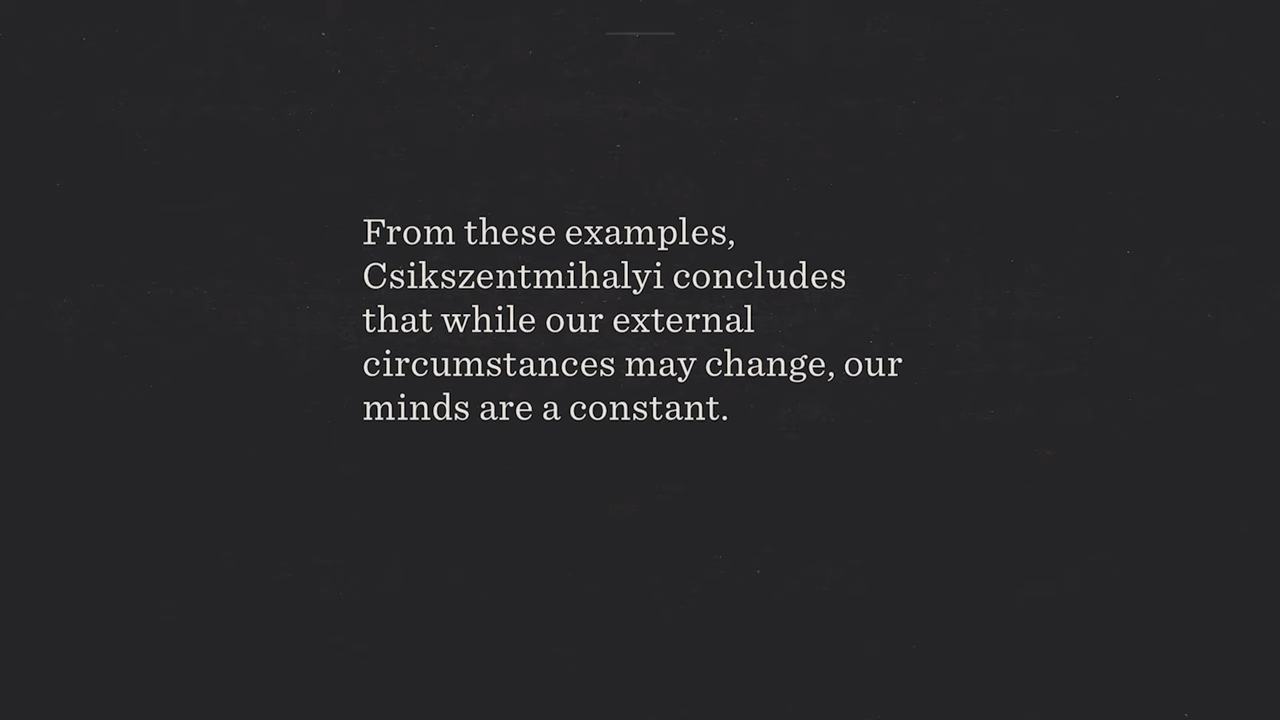 From these examples,
Csikszentmihalyi concludes
that while our external
circumstances may change, our
minds are a constant.